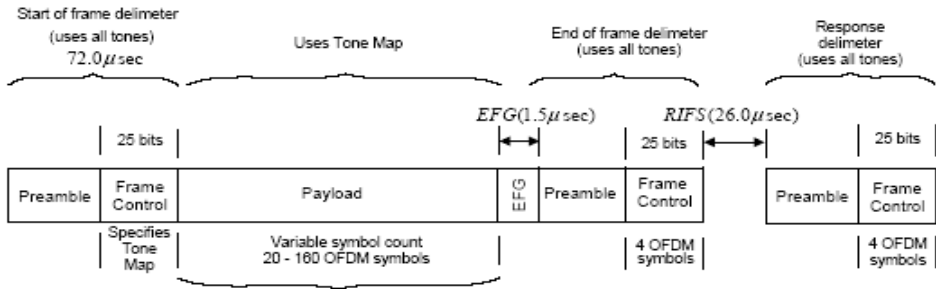 Start of frame delimeter
(uses all tones)
72.0μsec
Uses Tone Map
End of frame delimeter
(uses all tones)
Response
delimeter
(uses all tones)
EFG(1.5μsec)
RIFS(26.0μsec)
25 bits
25 bits
25 bits
Preamble
Frame
Control
Payload
EFG
Preamble
Frame
Control
Preamble
Frame
Control
Specifies
Tone
Map
Variable symbol count
20 - 160 OFDM symbols
4 OFDM
symbols
4 OFDM
symbols